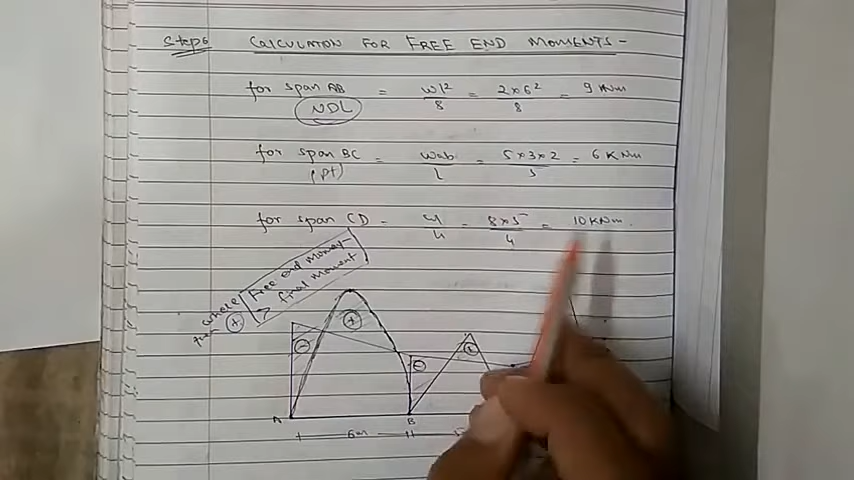 Step6 CALCULATON FOR FREE END MOMENTS-
for span AB = wl²/8 = 2×6²/8 = 9 KNm
(UDL)
for span BC = wab/l = 5×3×2/5 = 6 KNm
(Pt)
for span CD = /4 = 8×5/4 = 10 KNm.
where Free end moment
> final moment
then +
- + - +
A B
6m